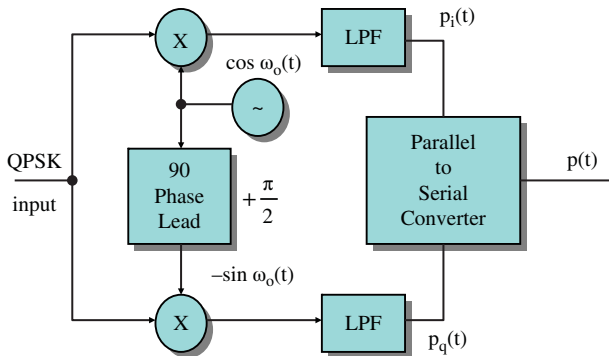 X
LPF
p_i(t)
cos ω_o(t)
~
QPSK
input
90
Phase
Lead
+ π/2
Parallel
to
Serial
Converter
p(t)
–sin ω_o(t)
X
LPF
p_q(t)